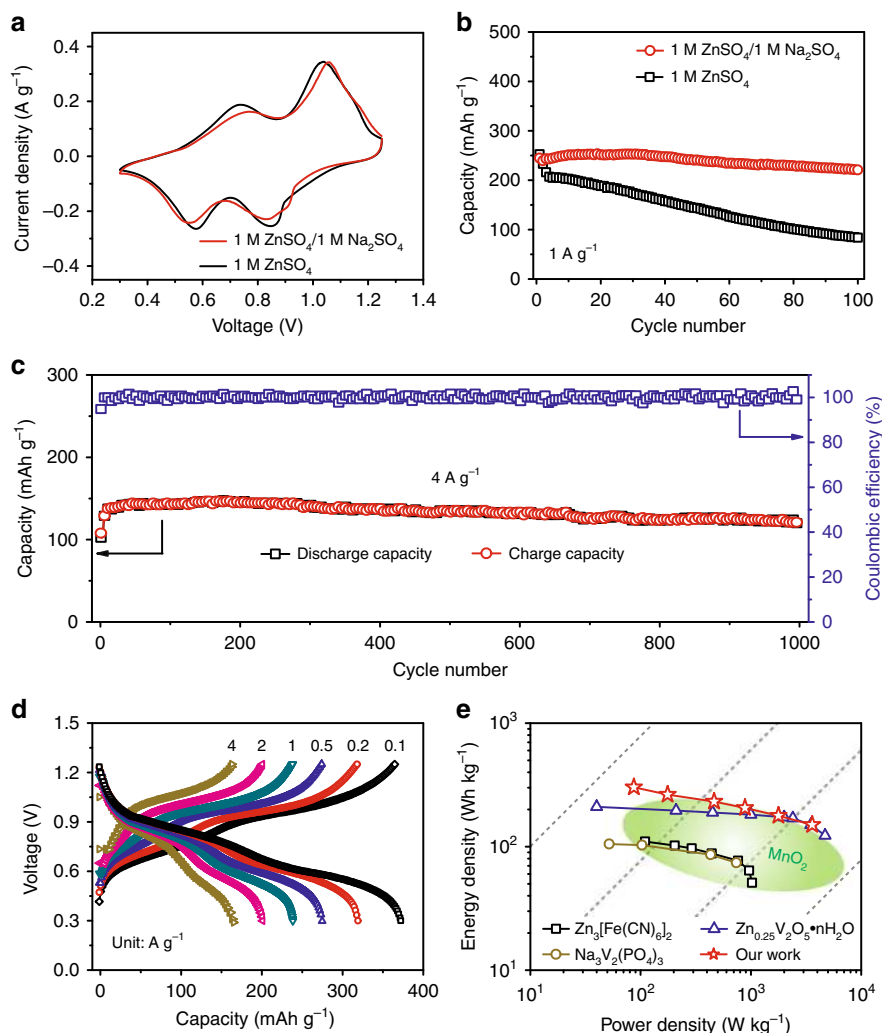 a
0.4
0.2
0.0
−0.2
−0.4
Current density (A g⁻¹)
1 M ZnSO₄/1 M Na₂SO₄
1 M ZnSO₄
0.2 0.4 0.6 0.8 1.0 1.2 1.4
Voltage (V)
b
500
400
300
200
100
0
Capacity (mAh g⁻¹)
1 M ZnSO₄/1 M Na₂SO₄
1 M ZnSO₄
1 A g⁻¹
0 20 40 60 80 100
Cycle number
c
300
200
100
0
Capacity (mAh g⁻¹)
4 A g⁻¹
Discharge capacity
Charge capacity
100
80
60
40
20
0
Coulombic efficiency (%)
0 200 400 600 800 1000
Cycle number
d
1.5
1.2
0.9
0.6
0.3
0.0
Voltage (V)
4 2 1 0.5 0.2 0.1
Unit: A g⁻¹
0 100 200 300 400
Capacity (mAh g⁻¹)
e
10³
10²
10¹
Energy density (Wh kg⁻¹)
MnO₂
Zn₃[Fe(CN)₆]₂
Zn₀.₂₅V₂O₅•nH₂O
Na₃V₂(PO₄)₃
Our work
10¹ 10² 10³ 10⁴
Power density (W kg⁻¹)